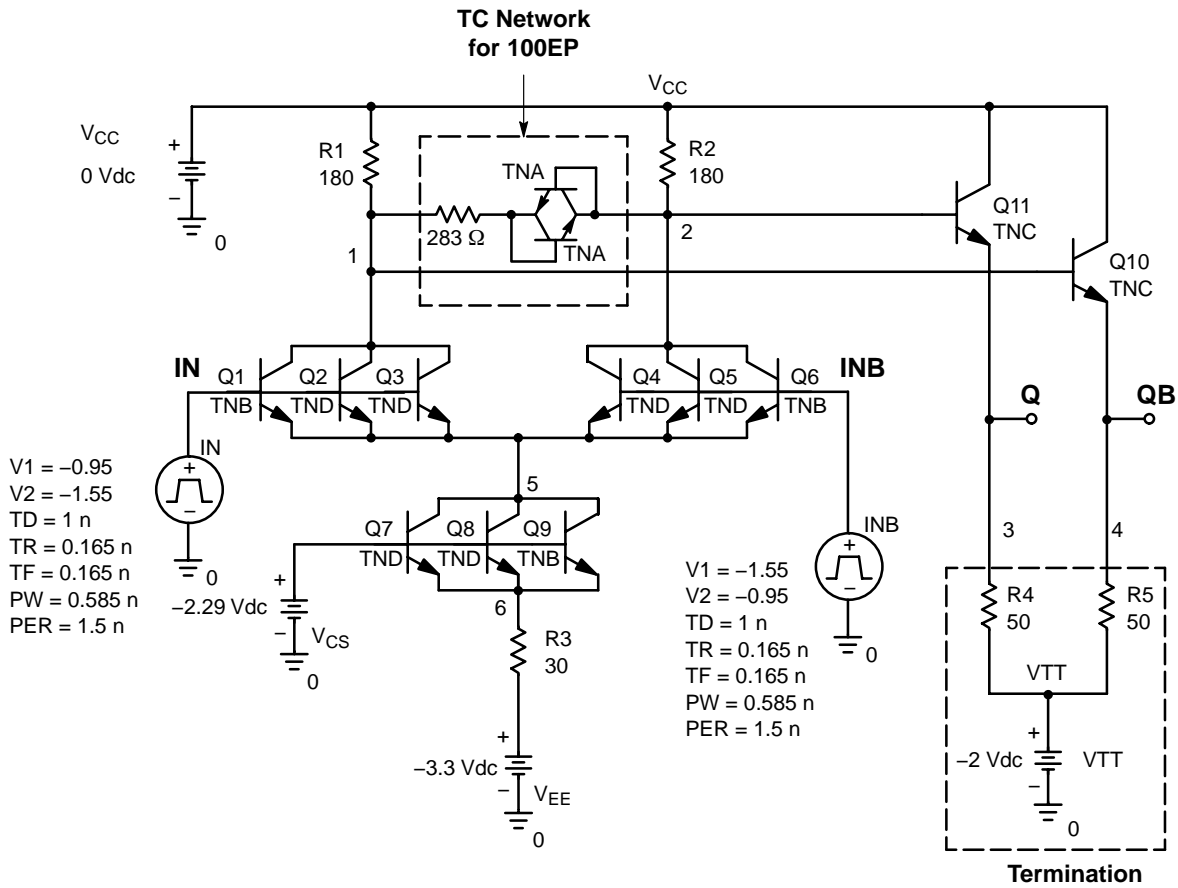 TC Network
for 100EP
VCC
VCC
0 Vdc
+
−
0
R1
180
TNA
283 Ω
TNA
R2
180
1
2
Q11
TNC
Q10
TNC
IN
Q1
TNB
Q2
TND
Q3
TND
Q4
TND
Q5
TND
Q6
TNB
INB
Q
QB
IN
+
−
0
V1 = −0.95
V2 = −1.55
TD = 1 n
TR = 0.165 n
TF = 0.165 n
PW = 0.585 n
PER = 1.5 n
5
Q7
TND
Q8
TND
Q9
TNB
INB
+
−
0
V1 = −1.55
V2 = −0.95
TD = 1 n
TR = 0.165 n
TF = 0.165 n
PW = 0.585 n
PER = 1.5 n
+
−2.29 Vdc
−
VCS
0
6
R3
30
+
−3.3 Vdc
−
VEE
0
3
4
R4
50
R5
50
VTT
+
−2 Vdc
−
VTT
0
Termination